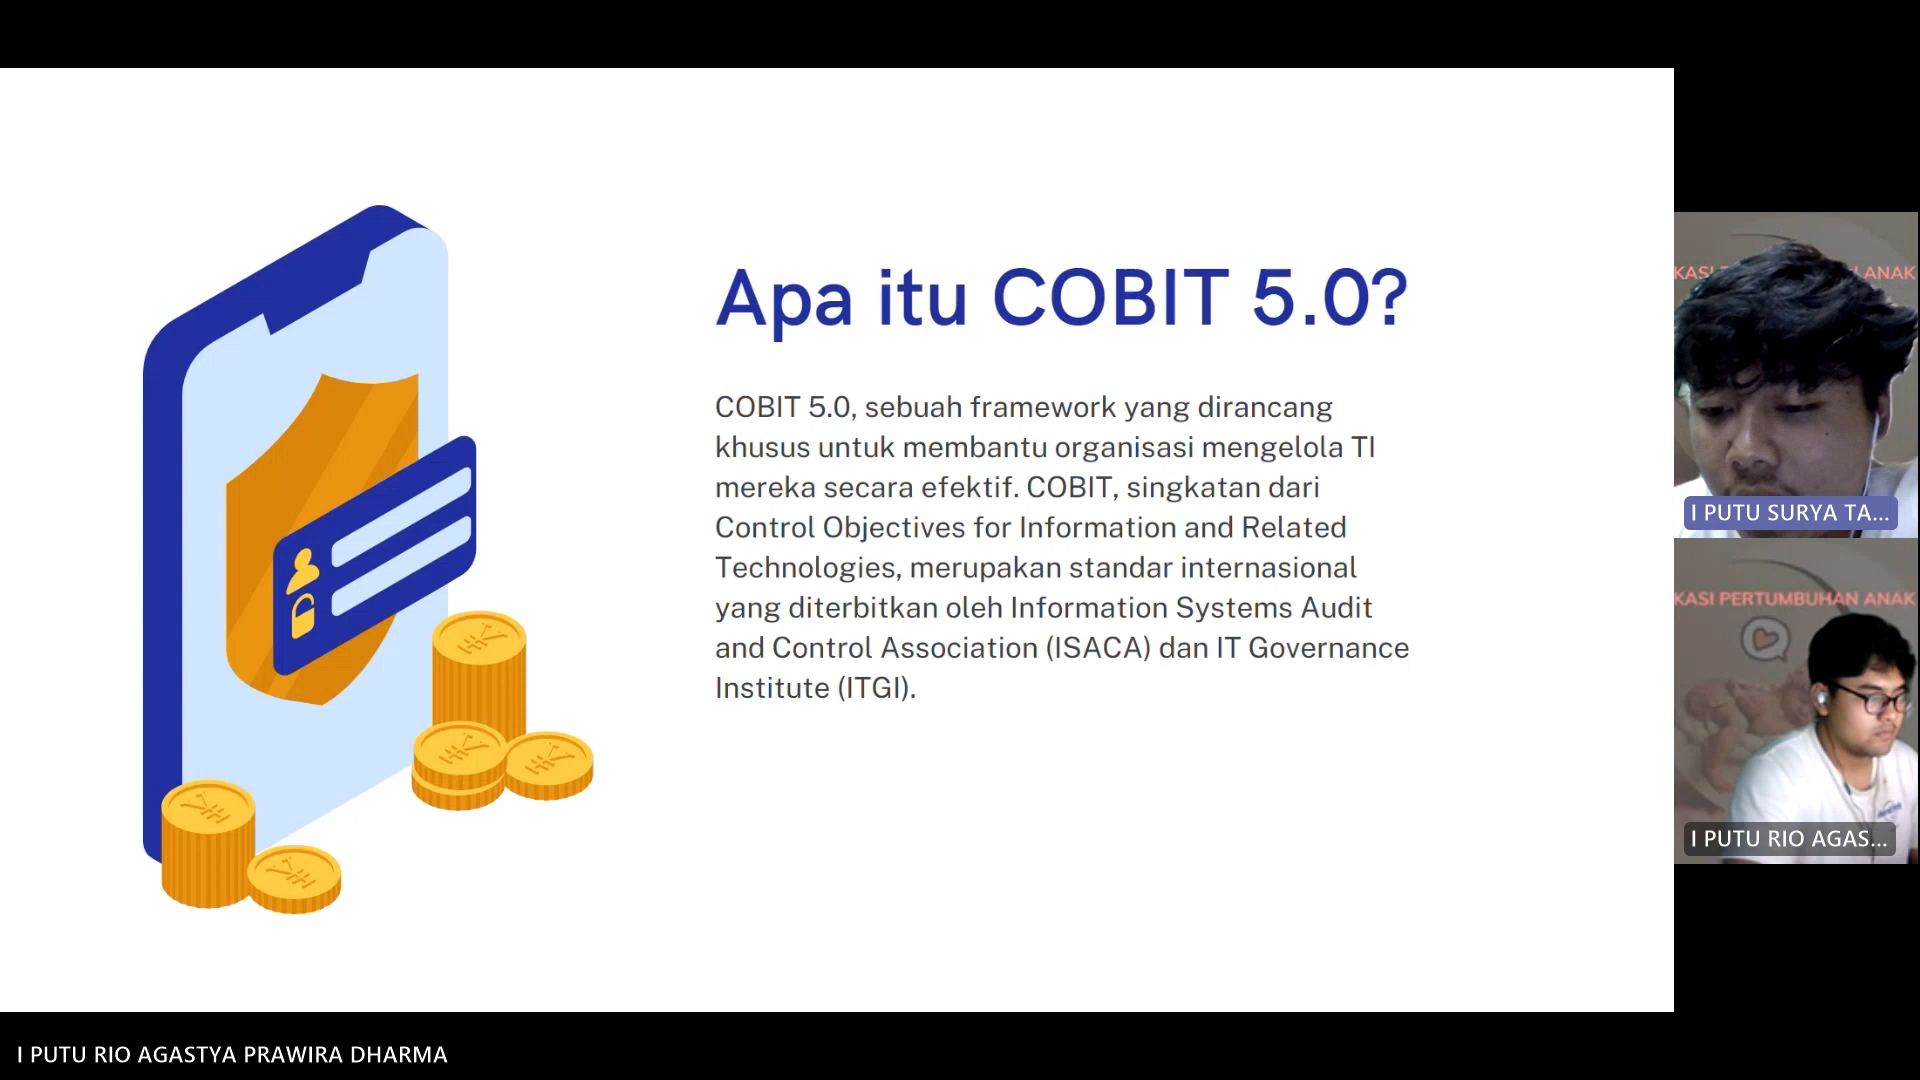 Apa itu COBIT 5.0?
COBIT 5.0, sebuah framework yang dirancang
khusus untuk membantu organisasi mengelola TI
mereka secara efektif. COBIT, singkatan dari
Control Objectives for Information and Related
Technologies, merupakan standar internasional
yang diterbitkan oleh Information Systems Audit
and Control Association (ISACA) dan IT Governance
Institute (ITGI).
ANAK
I PUTU SURYA TA...
KASI PERTUMBUHAN ANAK
I PUTU RIO AGAS...
I PUTU RIO AGASTYA PRAWIRA DHARMA